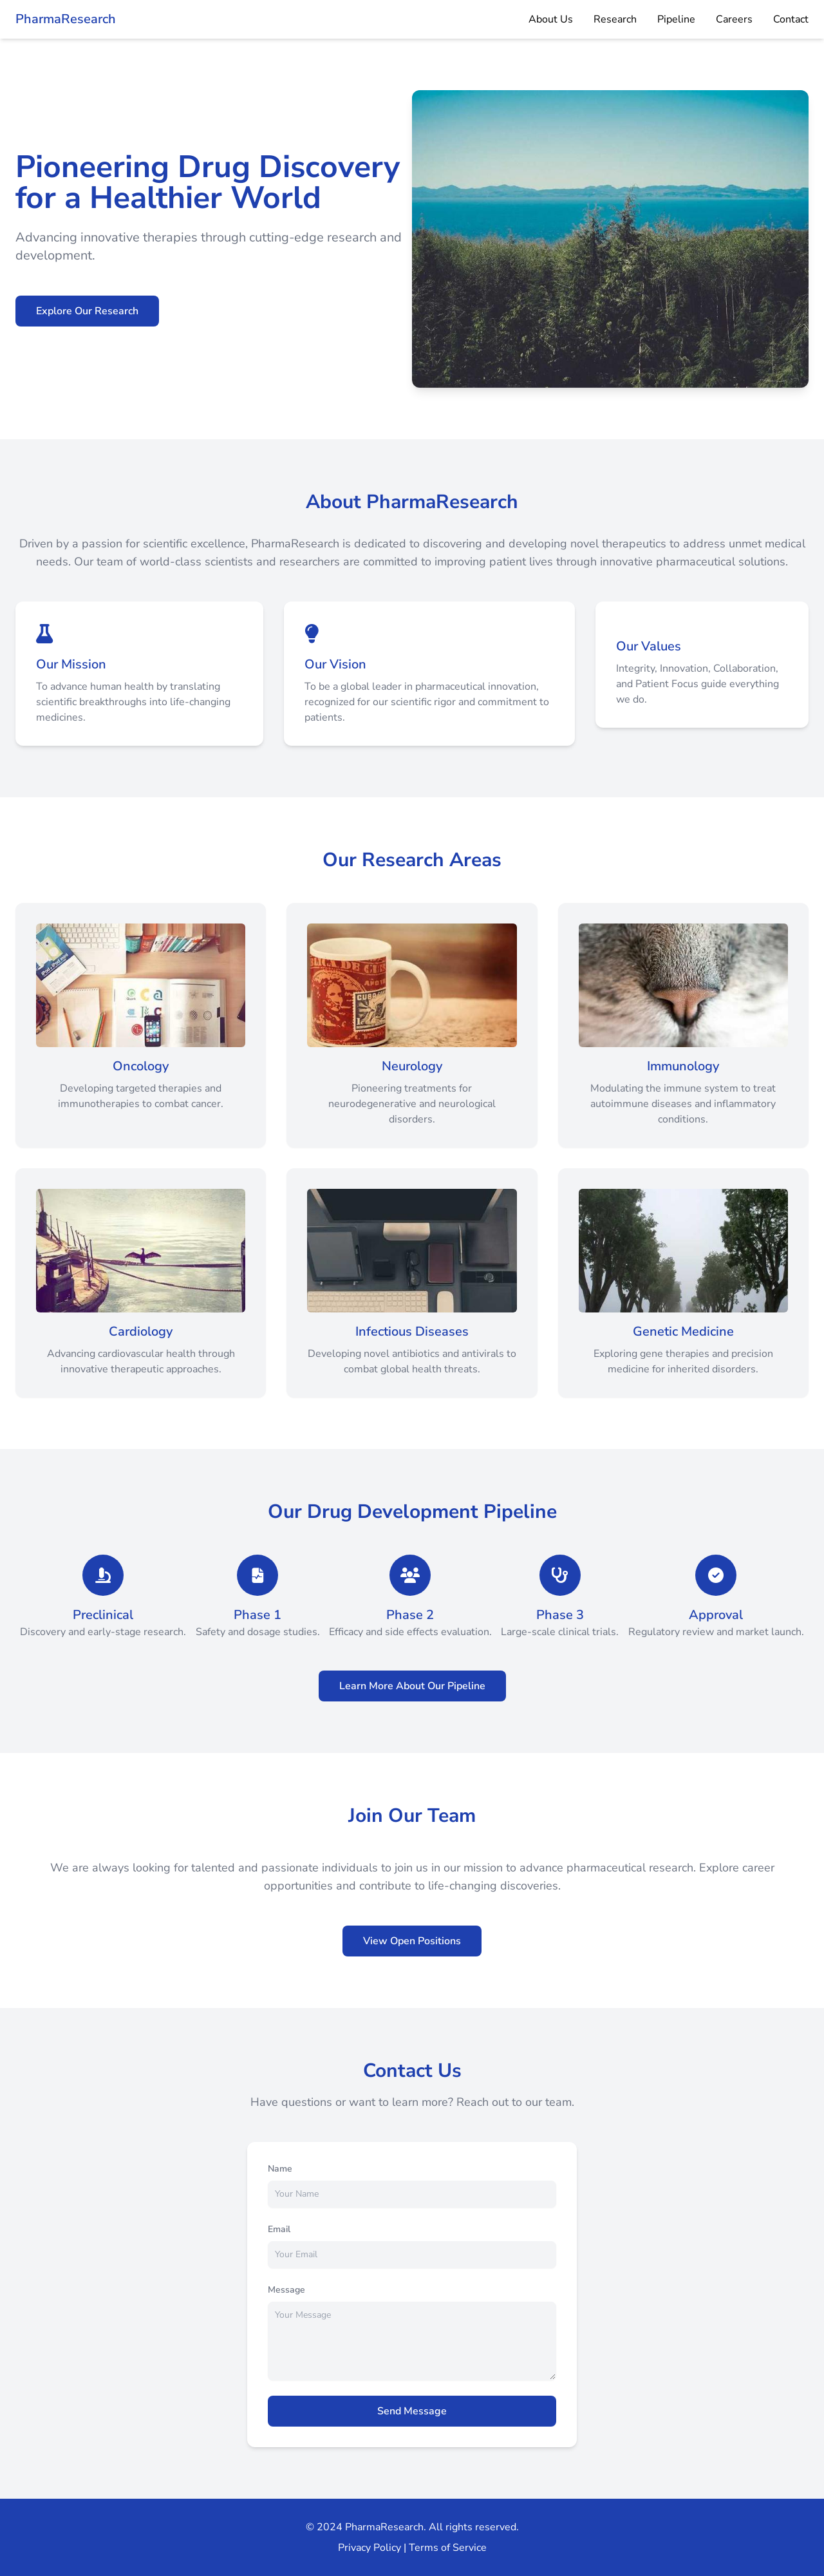 PharmaResearch
About Us
Research
Pipeline
Careers
Contact
Pioneering Drug Discovery
for a Healthier World
Advancing innovative therapies through cutting-edge research and
development.
Explore Our Research
About PharmaResearch
Driven by a passion for scientific excellence, PharmaResearch is dedicated to discovering and developing novel therapeutics to address unmet medical
needs. Our team of world-class scientists and researchers are committed to improving patient lives through innovative pharmaceutical solutions.
Our Mission
To advance human health by translating
scientific breakthroughs into life-changing
medicines.
Our Vision
To be a global leader in pharmaceutical innovation,
recognized for our scientific rigor and commitment to
patients.
Our Values
Integrity, Innovation, Collaboration,
and Patient Focus guide everything
we do.
Our Research Areas
Oncology
Developing targeted therapies and
immunotherapies to combat cancer.
Neurology
Pioneering treatments for
neurodegenerative and neurological
disorders.
Immunology
Modulating the immune system to treat
autoimmune diseases and inflammatory
conditions.
Cardiology
Advancing cardiovascular health through
innovative therapeutic approaches.
Infectious Diseases
Developing novel antibiotics and antivirals to
combat global health threats.
Genetic Medicine
Exploring gene therapies and precision
medicine for inherited disorders.
Our Drug Development Pipeline
Preclinical
Discovery and early-stage research.
Phase 1
Safety and dosage studies.
Phase 2
Efficacy and side effects evaluation.
Phase 3
Large-scale clinical trials.
Approval
Regulatory review and market launch.
Learn More About Our Pipeline
Join Our Team
We are always looking for talented and passionate individuals to join us in our mission to advance pharmaceutical research. Explore career
opportunities and contribute to life-changing discoveries.
View Open Positions
Contact Us
Have questions or want to learn more? Reach out to our team.
Name
Your Name
Email
Your Email
Message
Your Message
Send Message
© 2024 PharmaResearch. All rights reserved.
Privacy Policy | Terms of Service